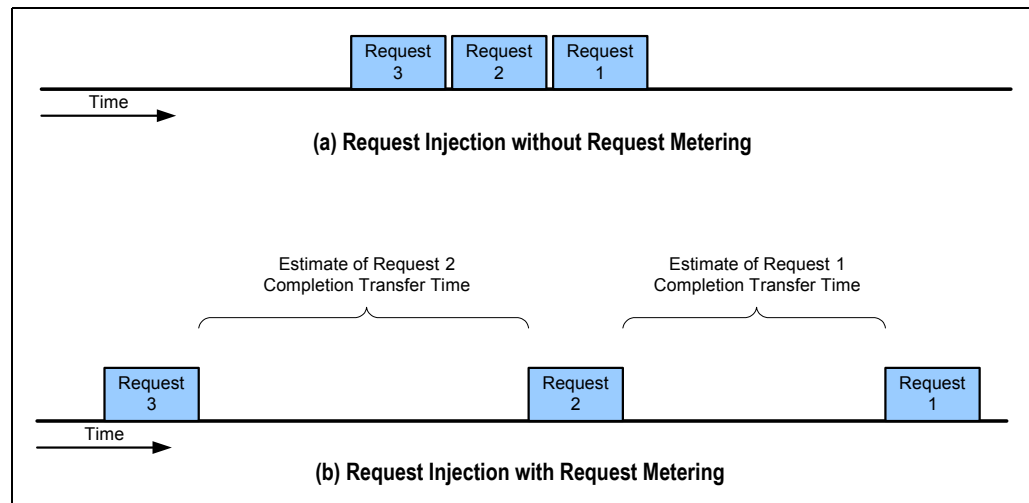 Request
3
Request
2
Request
1
Time
(a) Request Injection without Request Metering
Estimate of Request 2
Completion Transfer Time
Estimate of Request 1
Completion Transfer Time
Request
3
Request
2
Request
1
Time
(b) Request Injection with Request Metering